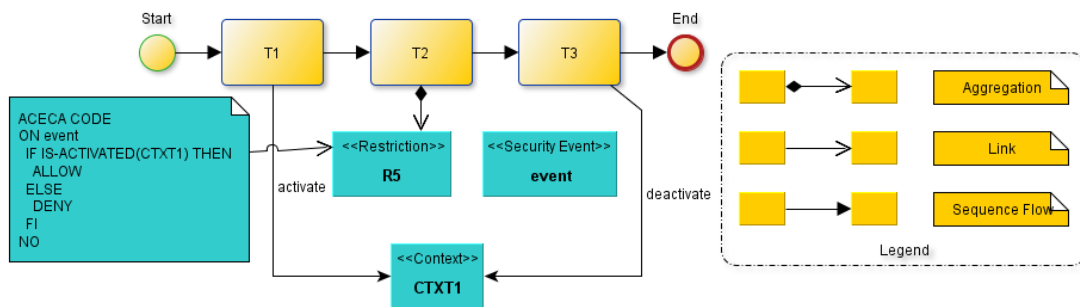 Start
End
T1
T2
T3
ACECA CODE
ON event
IF IS-ACTIVATED(CTXT1) THEN
ALLOW
ELSE
DENY
FI
NO
<<Restriction>>
R5
<<Security Event>>
event
activate
deactivate
<<Context>>
CTXT1
Aggregation
Link
Sequence Flow
Legend